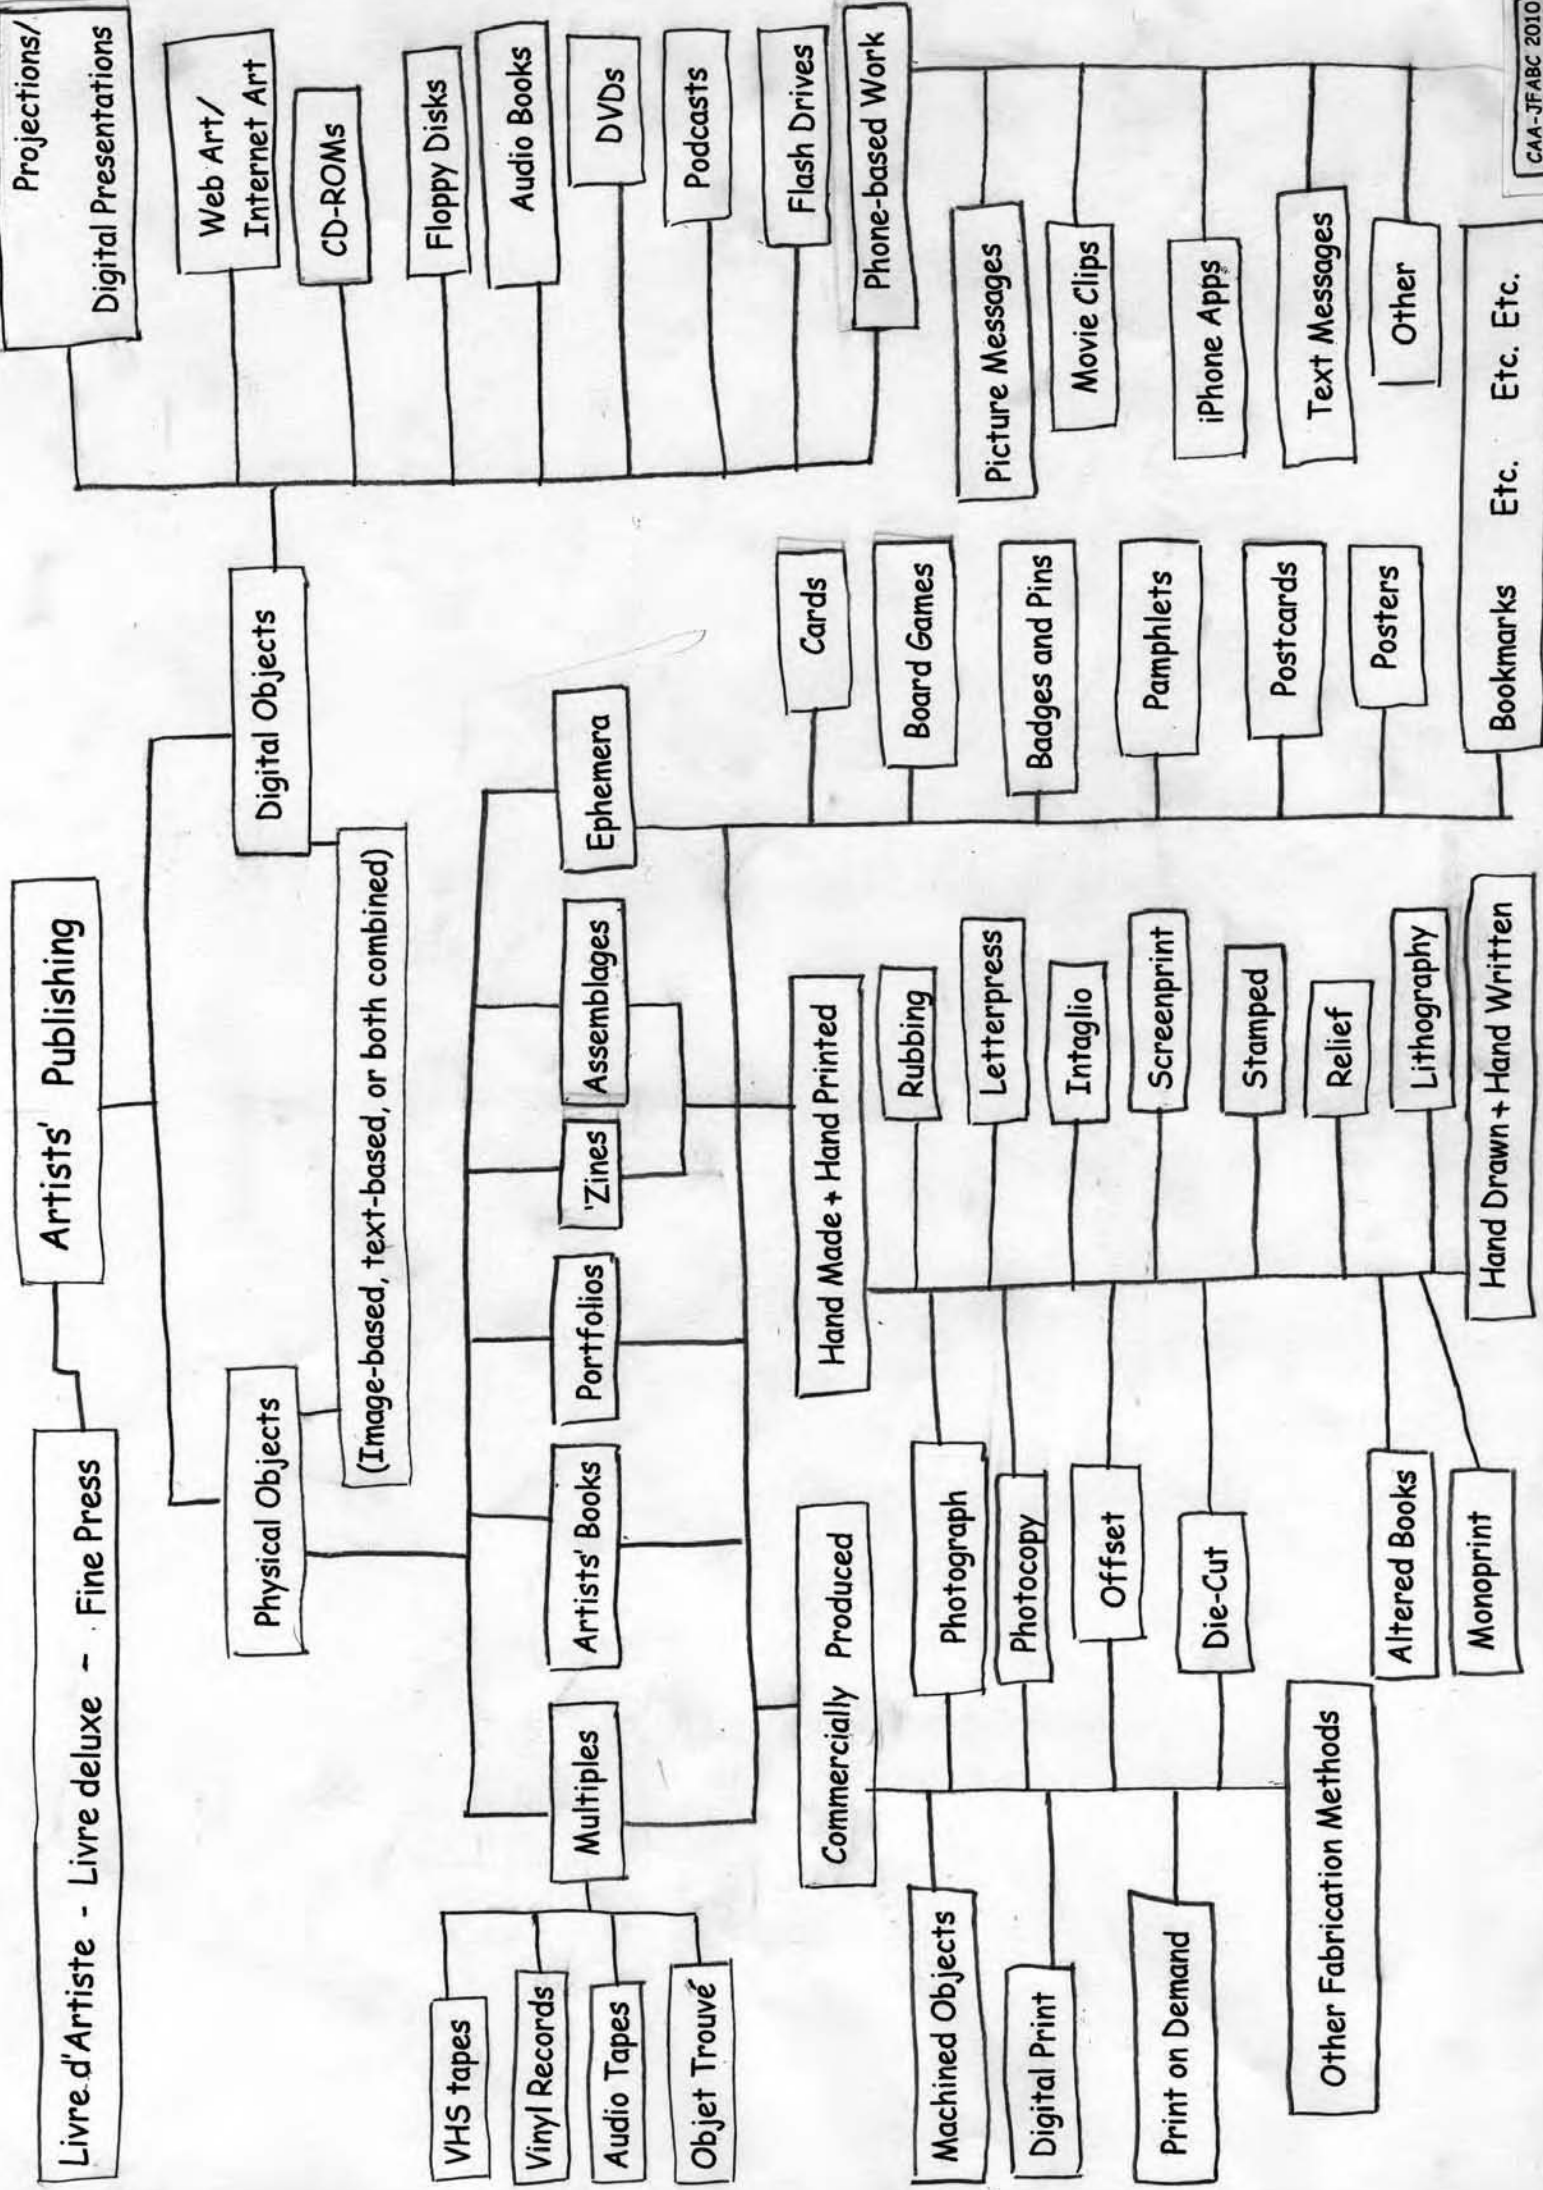 Livre d'Artiste - Livre deluxe - Fine Press
Artists' Publishing
Projections/
Digital Presentations
Physical Objects
Digital Objects
(Image-based, text-based, or both combined)
Web Art/
Internet Art
CD-ROMs
Floppy Disks
Audio Books
DVDs
Podcasts
Flash Drives
Phone-based Work
Picture Messages
Movie Clips
iPhone Apps
Text Messages
Other
VHS tapes
Vinyl Records
Audio Tapes
Objet Trouvé
Multiples
Artists' Books
Portfolios
'Zines
Assemblages
Ephemera
Cards
Board Games
Badges and Pins
Pamphlets
Postcards
Posters
Bookmarks Etc. Etc. Etc.
Commercially Produced
Machined Objects
Digital Print
Print on Demand
Other Fabrication Methods
Photograph
Photocopy
Offset
Die-Cut
Altered Books
Monoprint
Hand Made + Hand Printed
Rubbing
Letterpress
Intaglio
Screenprint
Stamped
Relief
Lithography
Hand Drawn + Hand Written
CAA-JFABC 2010